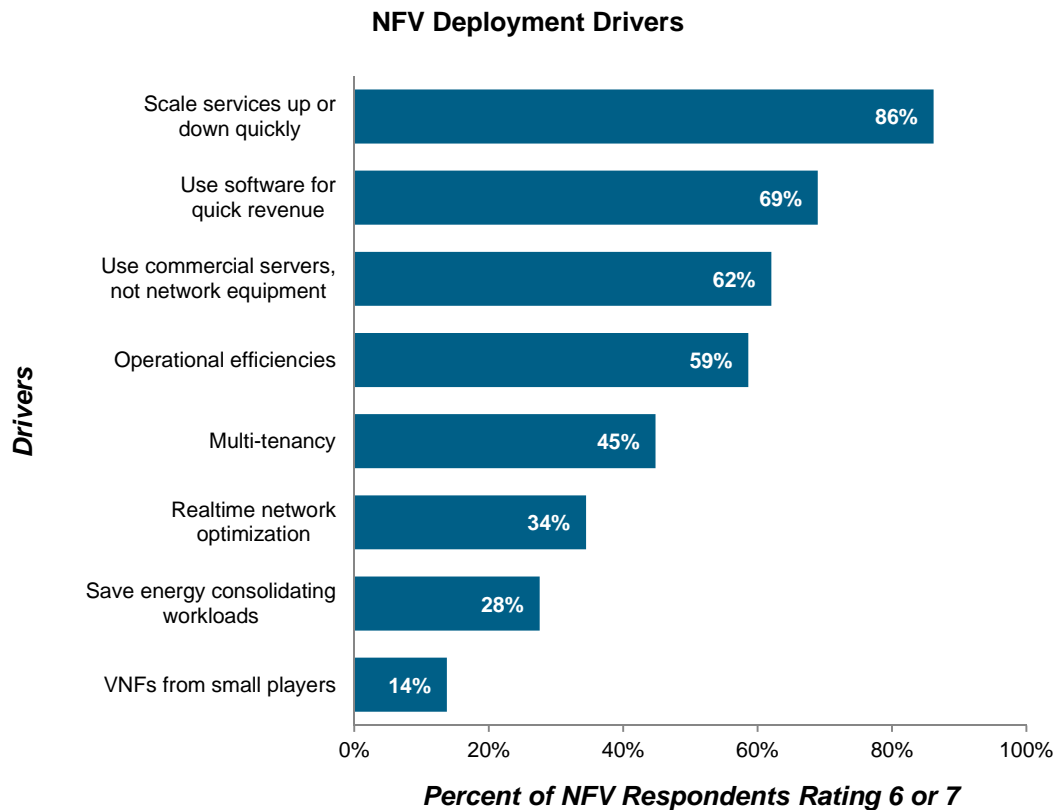 NFV Deployment Drivers
Scale services up or
down quickly
86%
Use software for
quick revenue
69%
Use commercial servers,
not network equipment
62%
Operational efficiencies
59%
Multi-tenancy
45%
Realtime network
optimization
34%
Save energy consolidating
workloads
28%
VNFs from small players
14%
Drivers
0% 20% 40% 60% 80% 100%
Percent of NFV Respondents Rating 6 or 7